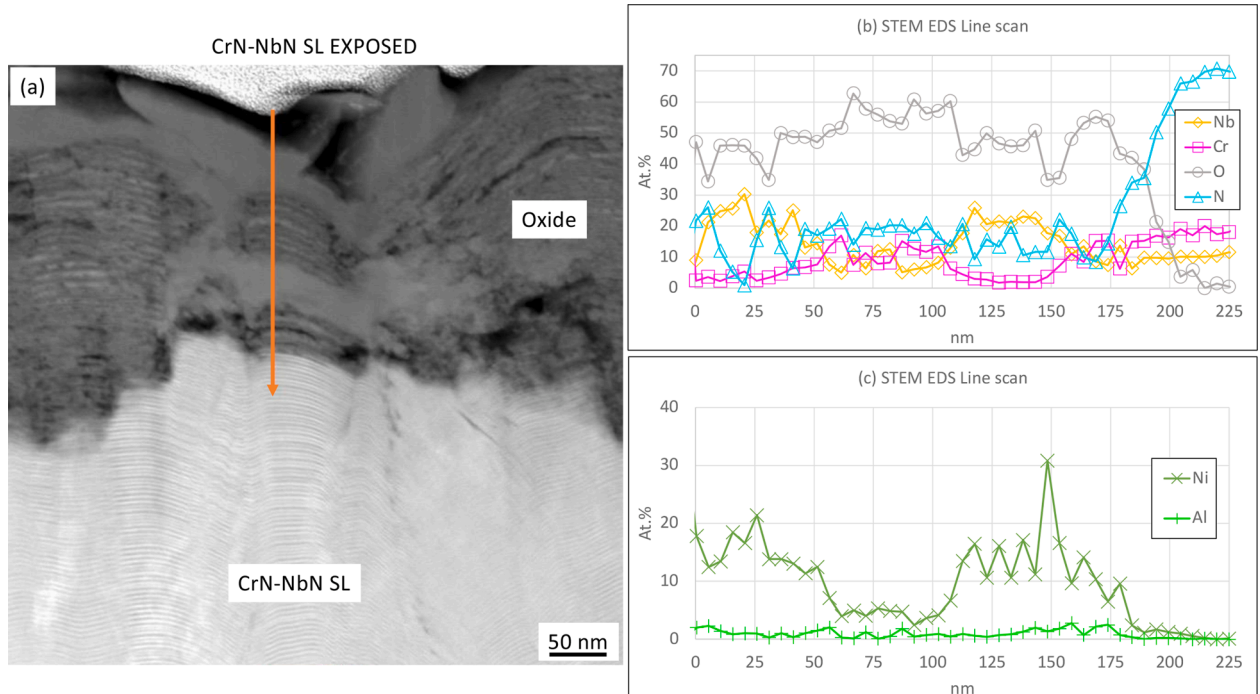 CrN-NbN SL EXPOSED
(a)
Oxide
CrN-NbN SL
50 nm
(b) STEM EDS Line scan
At.%
70
60
50
40
30
20
10
0
0 25 50 75 100 125 150 175 200 225
nm
Nb
Cr
O
N
(c) STEM EDS Line scan
At.%
40
30
20
10
0
0 25 50 75 100 125 150 175 200 225
nm
Ni
Al